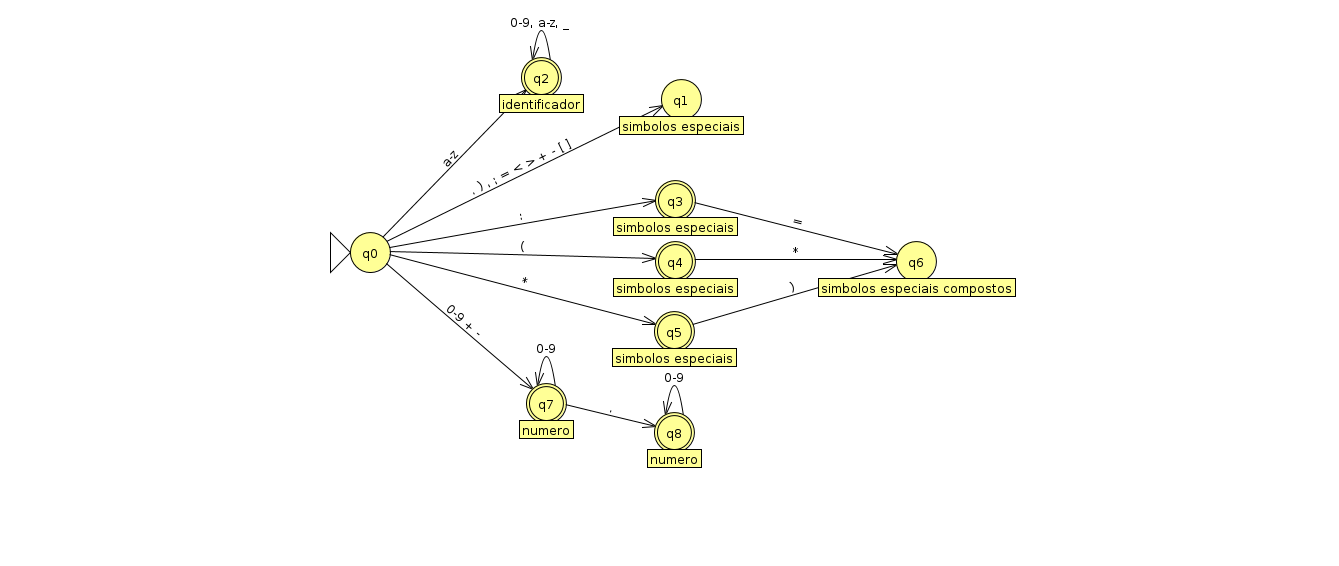 0-9, a-z, _
q2
identificador
q1
simbolos especiais
a-z
. ) , ; = < > + - [ ]
q3
simbolos especiais
:
=
q0
(
q4
simbolos especiais
*
q6
simbolos especiais compostos
*
)
q5
simbolos especiais
0-9 + -
0-9
q7
numero
.
0-9
q8
numero